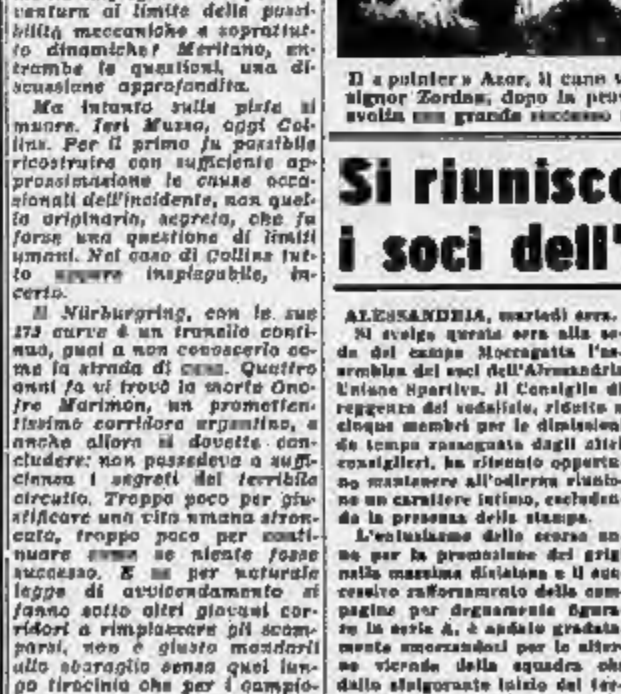 ventura al limite delle possi-
bilità meccaniche e soprattut-
to dinamiche? Meritano, en-
trambe le questioni, una di-
scussione approfondita.
Ma intanto sulle piste si
muore. Ieri Musso, oggi Col-
lins. Per il primo fu possibile
ricostruire con sufficiente ap-
prossimazione le cause occa-
sionali dell'incidente, non quel-
la originaria, segreta, che fu
forse una questione di limiti
umani. Nel caso di Collins tut-
to inspiegabile, in-
certo.
Il Nürburgring, con le sue
173 curve è un tranello conti-
nuo, guai a non conoscerlo co-
me la strada di casa. Quattro
anni fa vi trovò la morte Ono-
fre Marimon, un promettен-
tissimo corridore argentino, e
anche allora si dovette con-
cludere: non possedeva a suffi-
cienza i segreti del terribile
circuito. Troppo poco per giu-
stificare una vita umana stron-
cata, troppo poco per conti-
nuare come se niente fosse
successo. E se per naturale
legge di avvicendamento si
fanno sotto altri giovani cor-
ridori a rimpiazzare gli scom-
parsi, non è giusto mandarli
allo sbaraglio senza quel lun-
go tirocinio che per i campio-
Il « pointer » Azor, il cane v
signor Zordan, dopo la prov
svolta con grande successo
Si riunisco
i soci dell'
ALESSANDRIA, martedì sera.
Si svolge questa sera alla se-
de del campo Moccagatta l'as-
semblea dei soci dell'Alessandria
Unione Sportiva. Il Consiglio di
reggenza del sodalizio, ridotto a
cinque membri per le dimissioni
da tempo rassegnate dagli altri
consiglieri, ha ritenuto opportu-
no mantenere all'odierna riunio-
ne un carattere intimo, escluden-
do la presenza della stampa.
L'entusiasmo dello scorso an-
no per la promozione dei grigi
nella massima divisione e il suc-
cessivo rafforzamento della com-
pagine per degnamente figura-
re in serie A, è andato gradata-
mente smorzandosi per le alter-
ne vicende della squadra che
dallo sfolgorante inizio del tor-